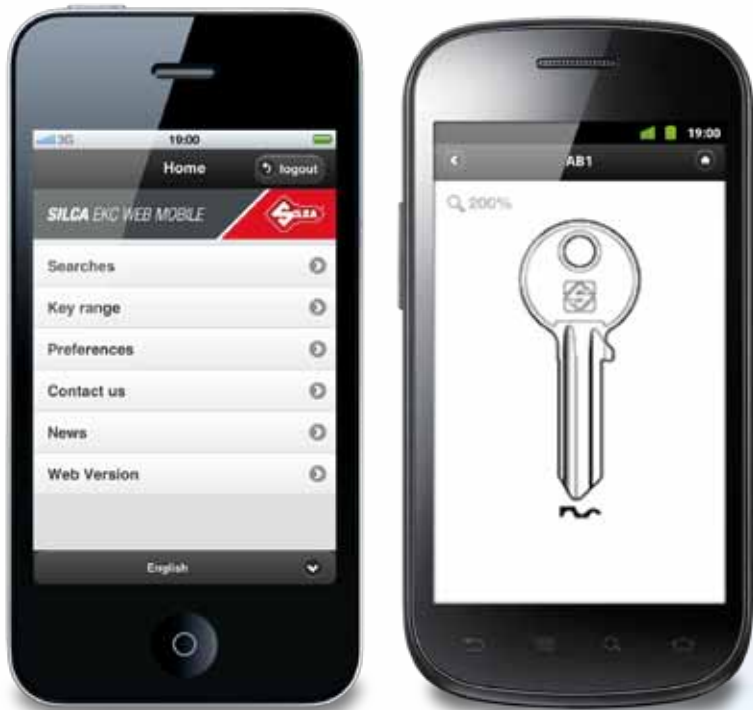 3G 19:00
Home
logout
SILCA EKC WEB MOBILE
SILCA
Searches
Key range
Preferences
Contact us
News
Web Version
English
19:00
AB1
200%